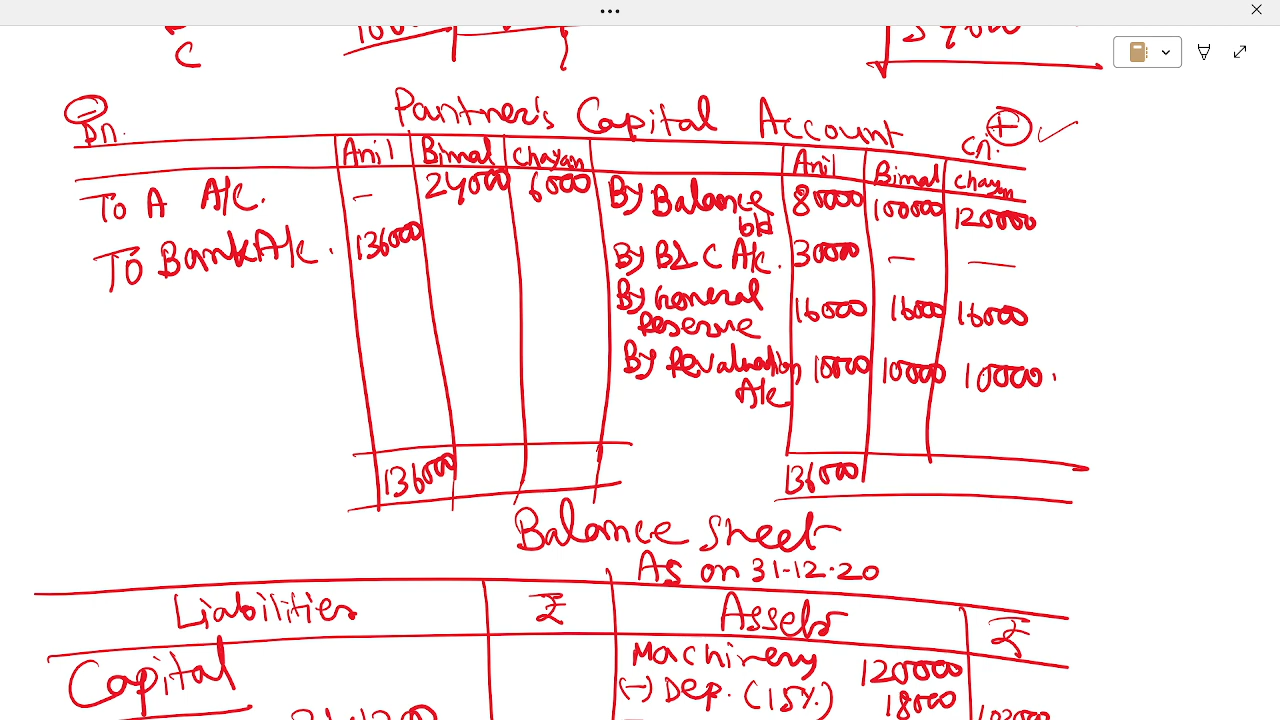 C
Partner's Capital Account
Dr. Cr.
Anil Bimal Chayan Anil Bimal Chayan
To A A/c. — 24000 6000 By Balance b/d 80000 100000 120000
To Bank A/c. 136000 By B & C A/c. 30000 — —
By General Reserve 16000 16000 16000
By Revaluation A/c 10000 10000 10000
136000 136000
Balance Sheet
As on 31-12-20
Liabilities ₹ Assets ₹
Capital Machinery 120000
(-) Dep. (15%) 18000
102000